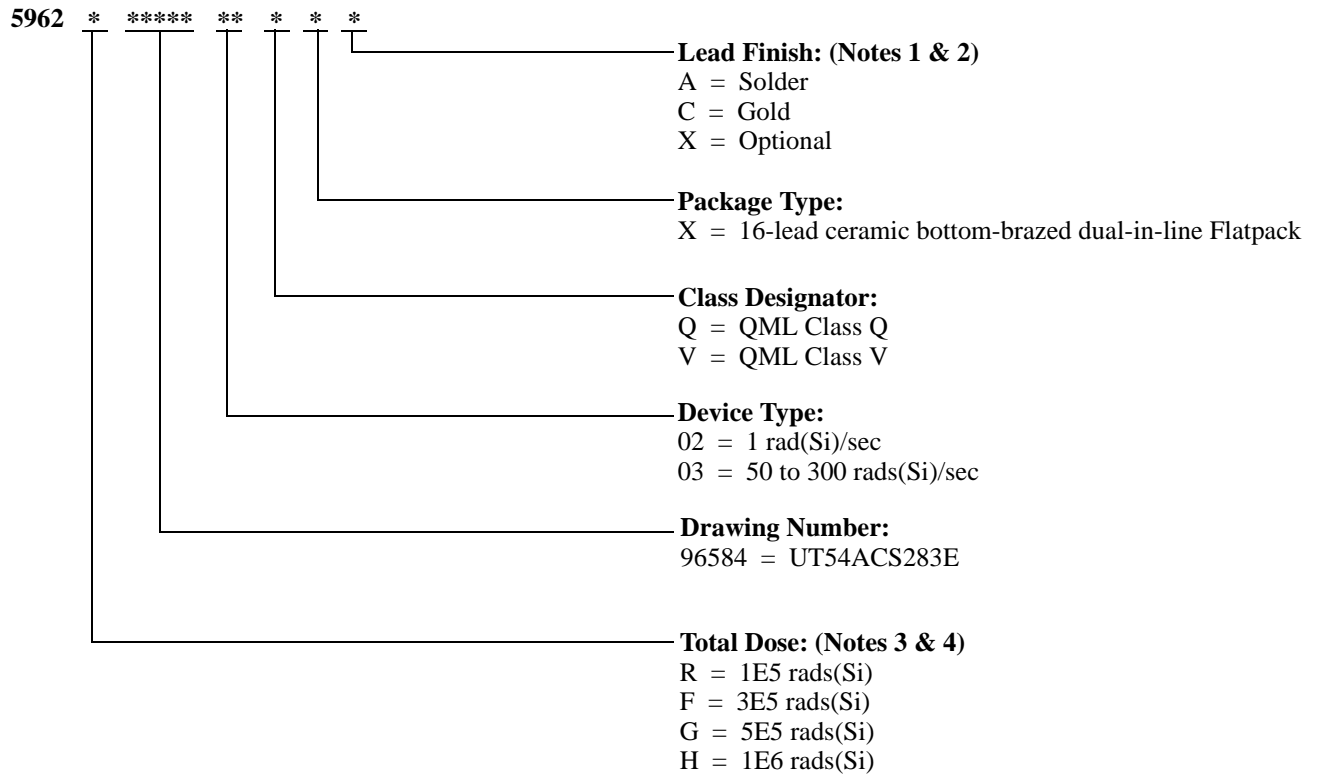 5962 * ***** ** * * *
Lead Finish: (Notes 1 & 2)
A = Solder
C = Gold
X = Optional
Package Type:
X = 16-lead ceramic bottom-brazed dual-in-line Flatpack
Class Designator:
Q = QML Class Q
V = QML Class V
Device Type:
02 = 1 rad(Si)/sec
03 = 50 to 300 rads(Si)/sec
Drawing Number:
96584 = UT54ACS283E
Total Dose: (Notes 3 & 4)
R = 1E5 rads(Si)
F = 3E5 rads(Si)
G = 5E5 rads(Si)
H = 1E6 rads(Si)